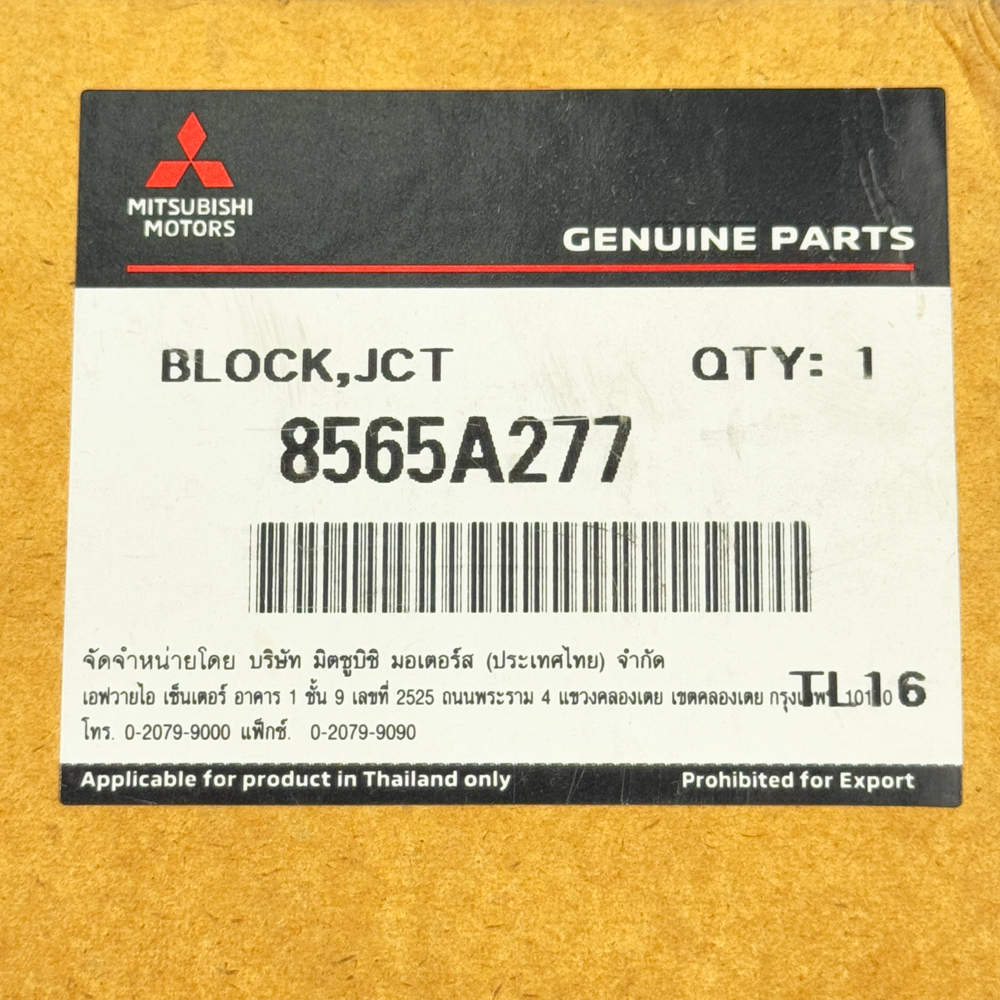 MITSUBISHI
MOTORS
GENUINE PARTS
BLOCK,JCT QTY: 1
8565A277
จัดจำหน่ายโดย บริษัท มิตซูบิชิ มอเตอร์ส (ประเทศไทย) จำกัด
เอฟวายไอ เซ็นเตอร์ อาคาร 1 ชั้น 9 เลขที่ 2525 ถนนพระราม 4 แขวงคลองเตย เขตคลองเตย
TL16
โทร. 0-2079-9000 แฟ็กซ์. 0-2079-9090
Applicable for product in Thailand only Prohibited for Export